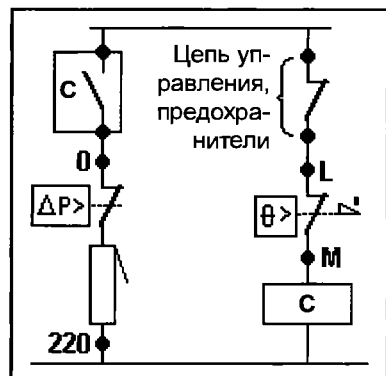 Цепь уп-
равления,
предохра-
нители
C
0
ΔP>
220
L
θ>
M
C